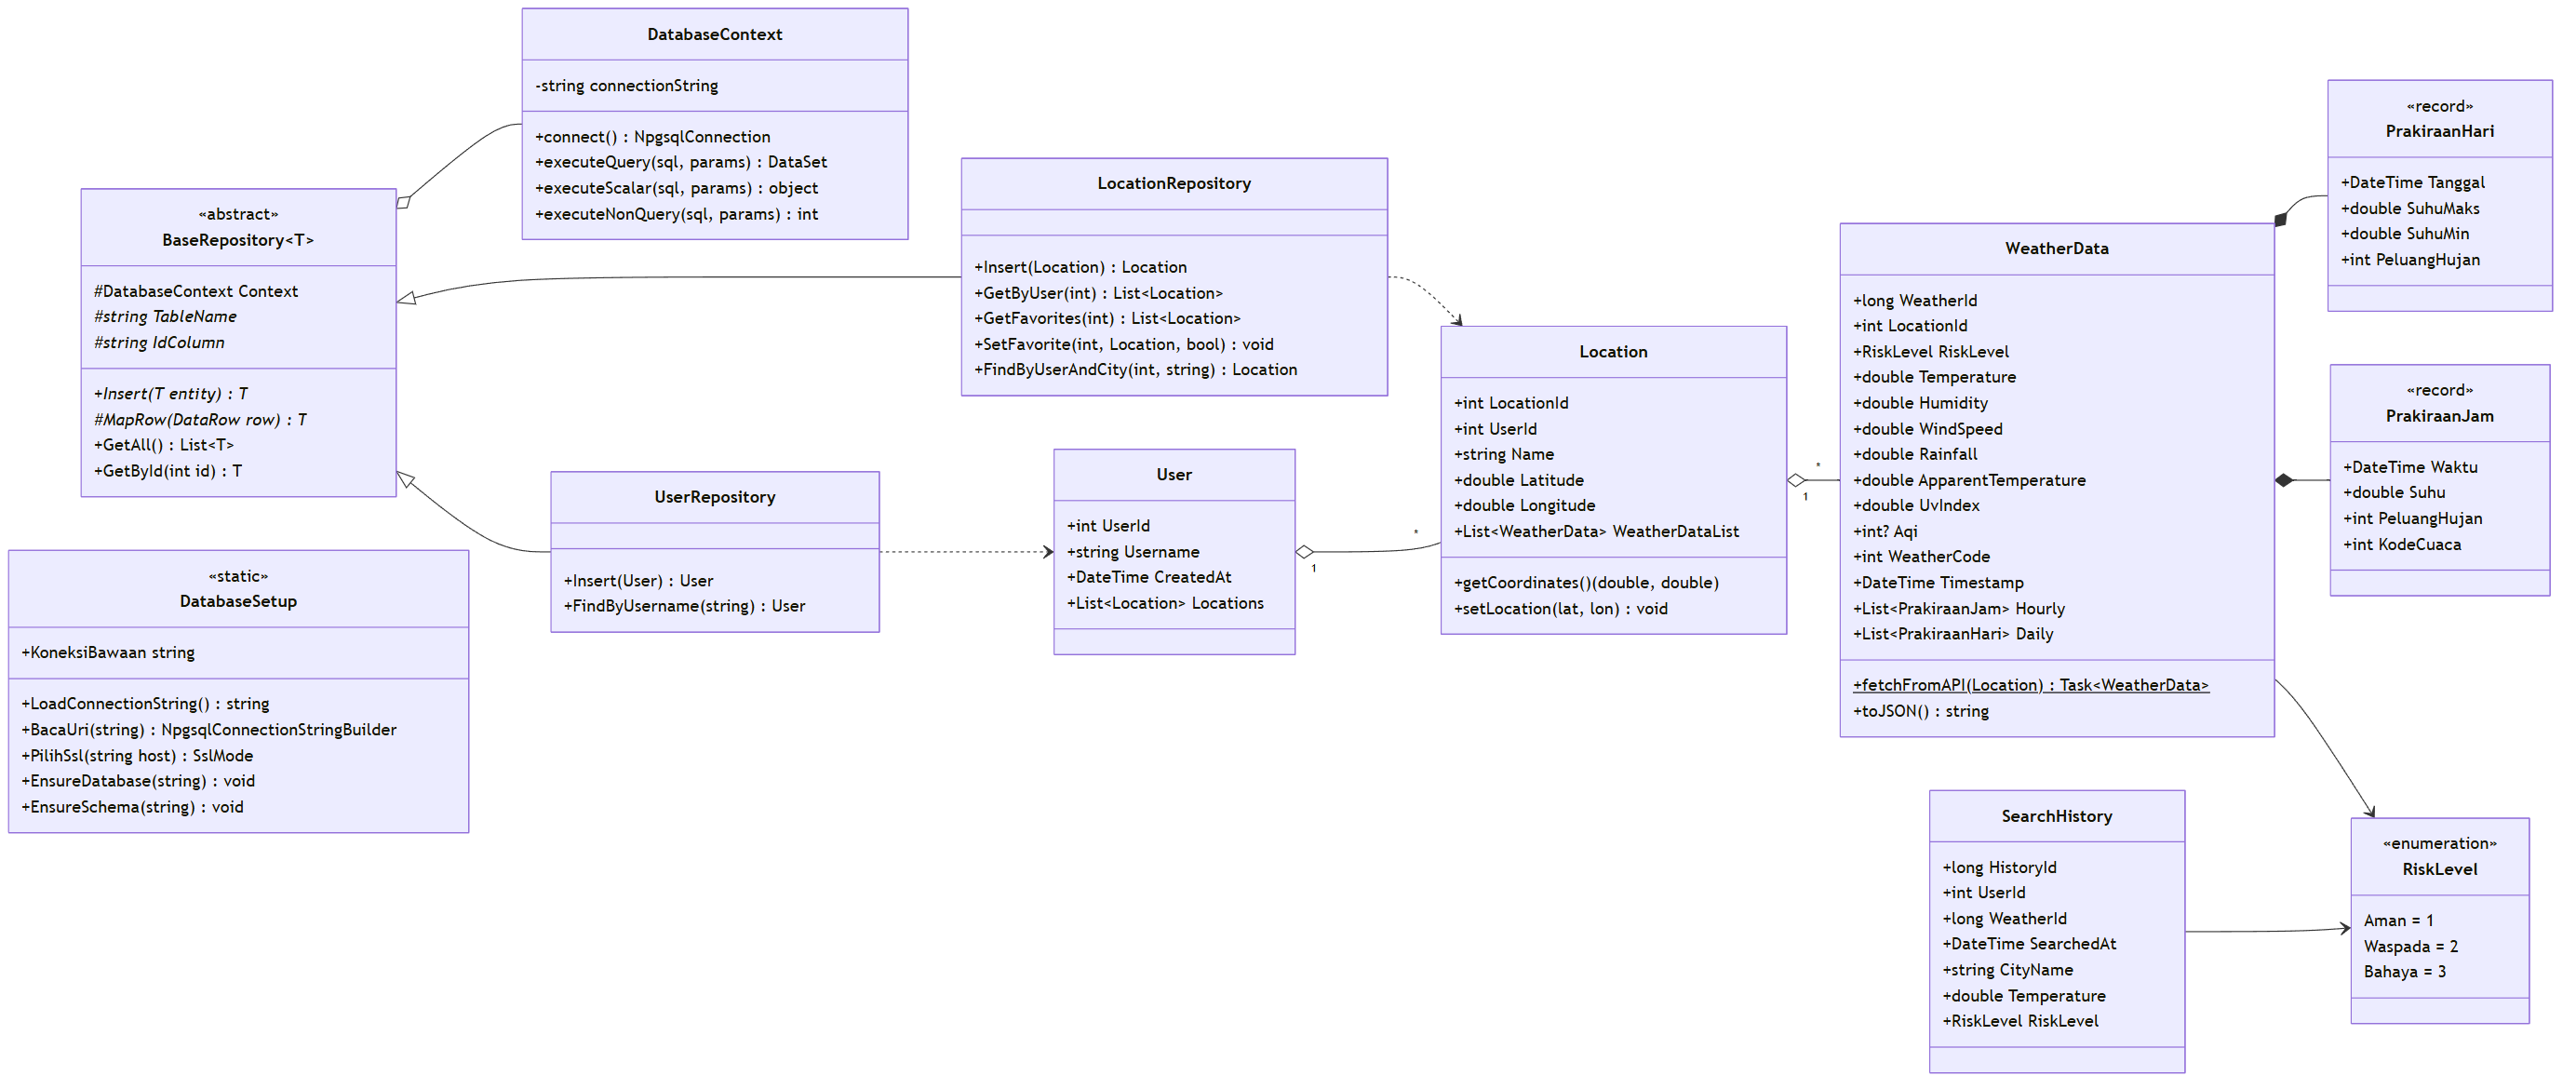 DatabaseContext
-string connectionString
+connect() : NpgsqlConnection
+executeQuery(sql, params) : DataSet
+executeScalar(sql, params) : object
+executeNonQuery(sql, params) : int
«abstract»
BaseRepository<T>
#DatabaseContext Context
#string TableName
#string IdColumn
+Insert(T entity) : T
#MapRow(DataRow row) : T
+GetAll() : List<T>
+GetById(int id) : T
«static»
DatabaseSetup
+KoneksiBawaan string
+LoadConnectionString() : string
+BacaUri(string) : NpgsqlConnectionStringBuilder
+PilihSsl(string host) : SslMode
+EnsureDatabase(string) : void
+EnsureSchema(string) : void
LocationRepository
+Insert(Location) : Location
+GetByUser(int) : List<Location>
+GetFavorites(int) : List<Location>
+SetFavorite(int, Location, bool) : void
+FindByUserAndCity(int, string) : Location
UserRepository
+Insert(User) : User
+FindByUsername(string) : User
User
+int UserId
+string Username
+DateTime CreatedAt
+List<Location> Locations
1
*
Location
+int LocationId
+int UserId
+string Name
+double Latitude
+double Longitude
+List<WeatherData> WeatherDataList
+getCoordinates()(double, double)
+setLocation(lat, lon) : void
*
1
WeatherData
+long WeatherId
+int LocationId
+RiskLevel RiskLevel
+double Temperature
+double Humidity
+double WindSpeed
+double Rainfall
+double ApparentTemperature
+double UvIndex
+int? Aqi
+int WeatherCode
+DateTime Timestamp
+List<PrakiraanJam> Hourly
+List<PrakiraanHari> Daily
+fetchFromAPI(Location) : Task<WeatherData>
+toJSON() : string
«record»
PrakiraanHari
+DateTime Tanggal
+double SuhuMaks
+double SuhuMin
+int PeluangHujan
«record»
PrakiraanJam
+DateTime Waktu
+double Suhu
+int PeluangHujan
+int KodeCuaca
SearchHistory
+long HistoryId
+int UserId
+long WeatherId
+DateTime SearchedAt
+string CityName
+double Temperature
+RiskLevel RiskLevel
«enumeration»
RiskLevel
Aman = 1
Waspada = 2
Bahaya = 3